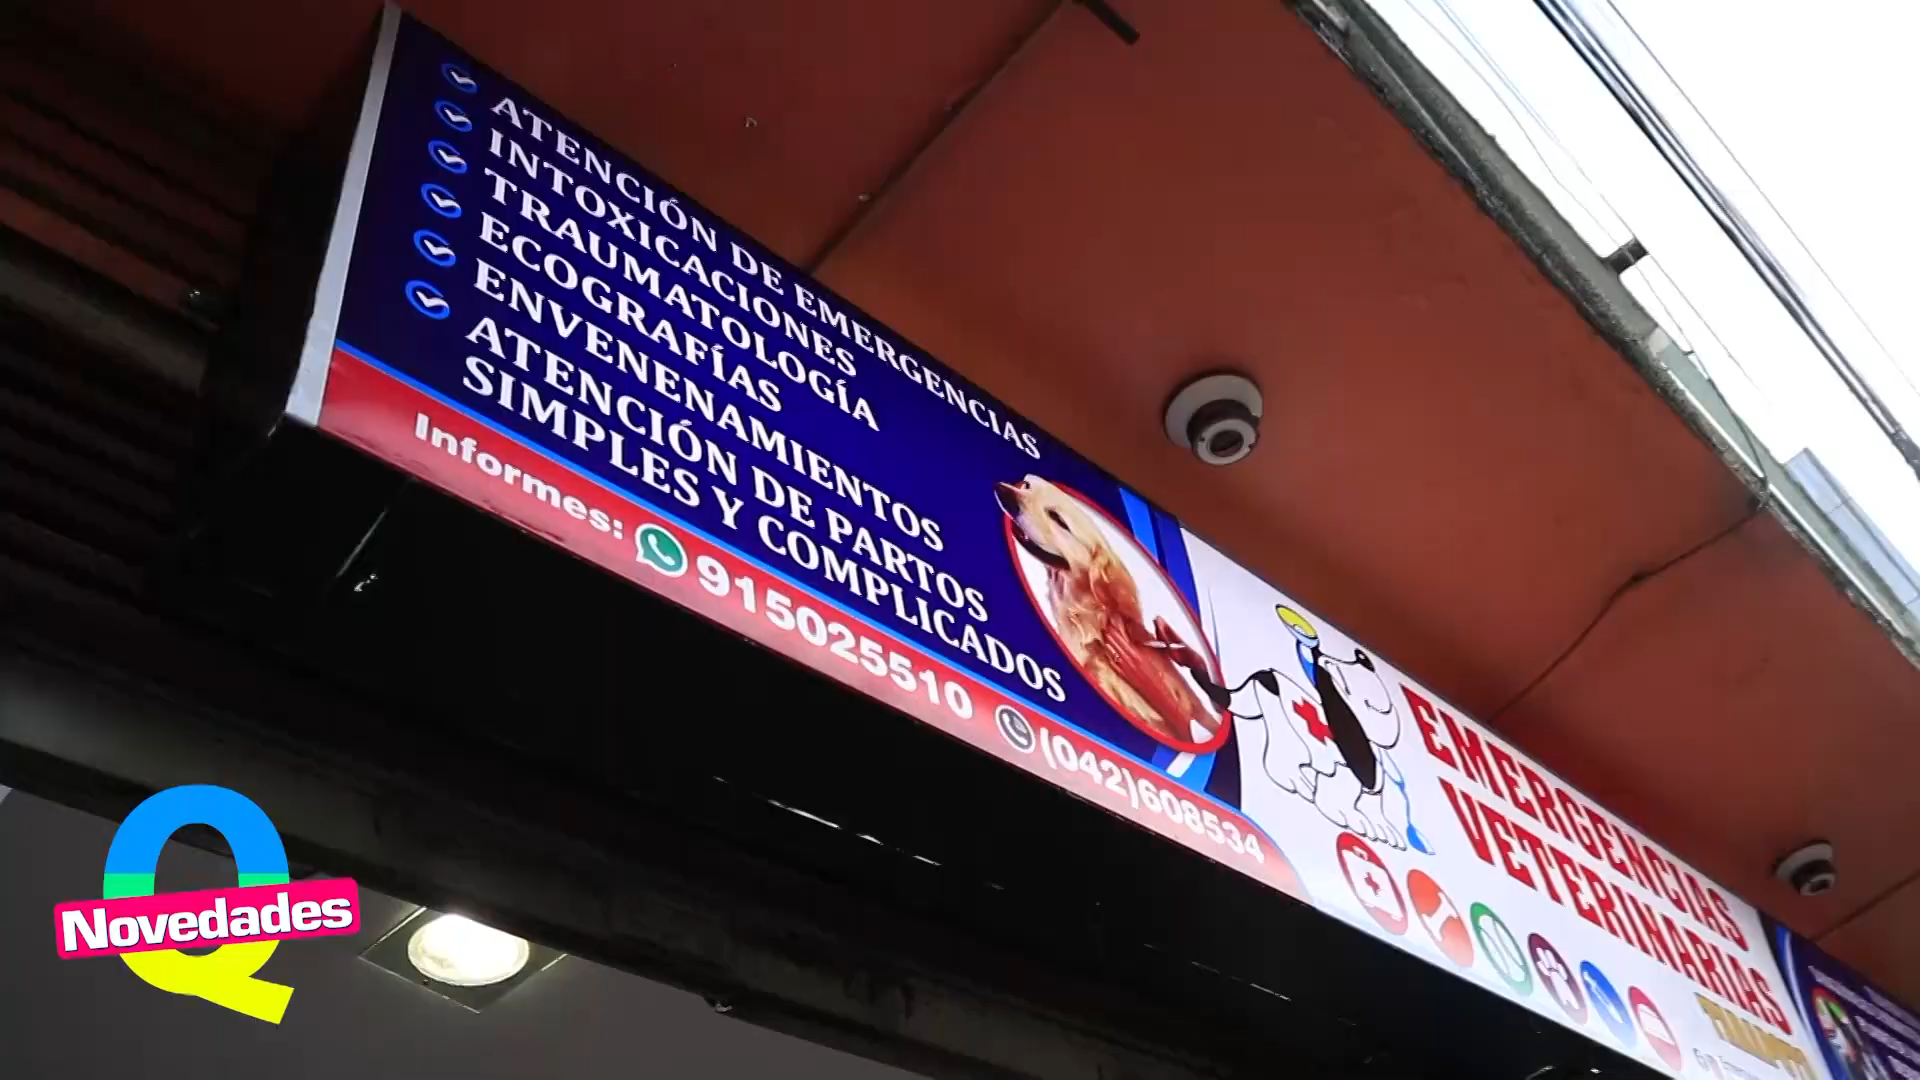 ATENCIÓN DE EMERGENCIAS
INTOXICACIONES
TRAUMATOLOGÍA
ECOGRAFÍAS
ENVENENAMIENTOS
ATENCIÓN DE PARTOS
SIMPLES Y COMPLICADOS
Informes: 915025510 (042)608534
EMERGENCIAS
VETERINARIAS
Q
Novedades